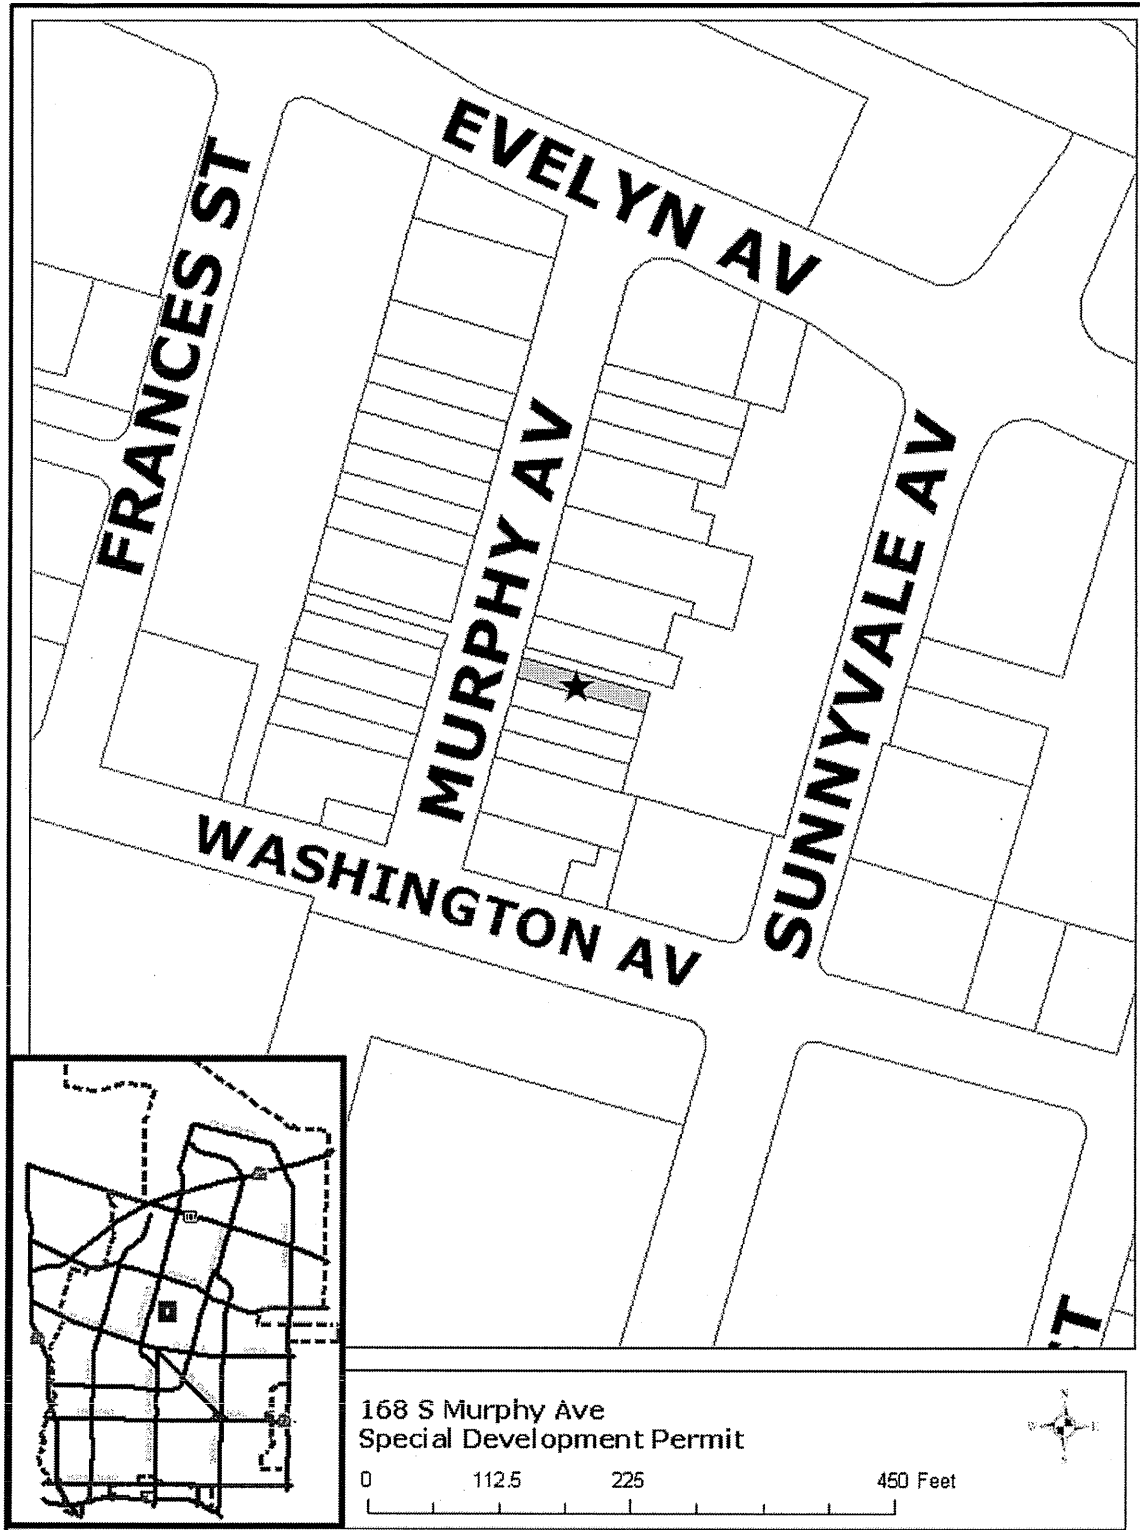 EVELYN AV
FRANCES ST
MURPHY AV
SUNNYVALE AV
WASHINGTON AV
168 S Murphy Ave
Special Development Permit
0 112.5 225 450 Feet